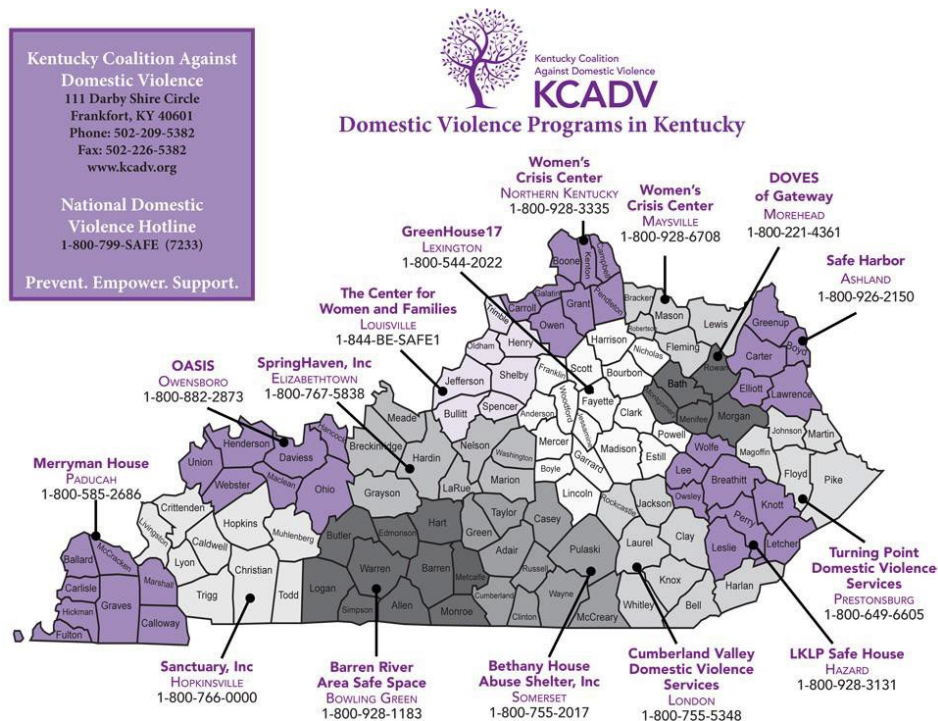 Kentucky Coalition Against
Domestic Violence
111 Darby Shire Circle
Frankfort, KY 40601
Phone: 502-209-5382
Fax: 502-226-5382
www.kcadv.org
National Domestic
Violence Hotline
1-800-799-SAFE (7233)
Prevent. Empower. Support.
Kentucky Coalition
Against Domestic Violence
KCADV
Domestic Violence Programs in Kentucky
Women's
Crisis Center
Northern Kentucky
1-800-928-3335
Women's
Crisis Center
Maysville
1-800-928-6708
DOVES
of Gateway
Morehead
1-800-221-4361
GreenHouse17
Lexington
1-800-544-2022
Safe Harbor
Ashland
1-800-926-2150
The Center for
Women and Families
Louisville
1-844-BE-SAFE1
OASIS
Owensboro
1-800-882-2873
SpringHaven, Inc
Elizabethtown
1-800-767-5838
Merryman House
Paducah
1-800-585-2686
Boone
Kenton
Campbell
Galatin
Carroll
Grant
Pendleton
Owen
Bracken
Mason
Robertson
Lewis
Fleming
Greenup
Boyd
Carter
Rowan
Elliott
Lawrence
Trimble
Henry
Oldham
Shelby
Jefferson
Bullitt
Spencer
Harrison
Nicholas
Scott
Bourbon
Franklin
Woodford
Fayette
Anderson
Jessamine
Clark
Mercer
Madison
Powell
Estill
Boyle
Garrard
Lincoln
Bath
Montgomery
Menifee
Morgan
Johnson
Martin
Magoffin
Floyd
Pike
Wolfe
Lee
Breathitt
Owsley
Knott
Perry
Leslie
Letcher
Meade
Breckinridge
Hardin
Nelson
Washington
Grayson
LaRue
Marion
Hancock
Henderson
Daviess
Union
Webster
Maclean
Ohio
Crittenden
Livingston
Hopkins
Caldwell
Muhlenberg
Lyon
Christian
Trigg
Todd
Ballard
McCracken
Carlisle
Marshall
Hickman
Graves
Calloway
Fulton
Butler
Edmonson
Hart
Logan
Warren
Barren
Metcalfe
Simpson
Allen
Monroe
Taylor
Green
Casey
Adair
Pulaski
Russell
Cumberland
Wayne
Clinton
McCreary
Rockcastle
Jackson
Laurel
Clay
Knox
Whitley
Bell
Harlan
Turning Point
Domestic Violence
Services
Prestonsburg
1-800-649-6605
Sanctuary, Inc
Hopkinsville
1-800-766-0000
Barren River
Area Safe Space
Bowling Green
1-800-928-1183
Bethany House
Abuse Shelter, Inc
Somerset
1-800-755-2017
Cumberland Valley
Domestic Violence
Services
London
1-800-755-5348
LKLP Safe House
Hazard
1-800-928-3131